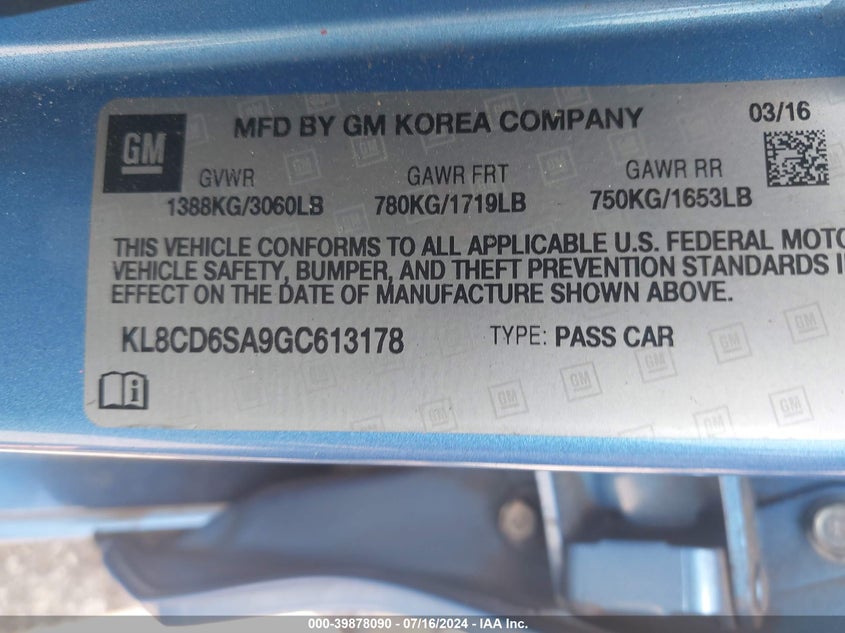 GM
MFD BY GM KOREA COMPANY
03/16
GVWR
GAWR FRT
GAWR RR
1388KG/3060LB
780KG/1719LB
750KG/1653LB
THIS VEHICLE CONFORMS TO ALL APPLICABLE U.S. FEDERAL MOTO
VEHICLE SAFETY, BUMPER, AND THEFT PREVENTION STANDARDS I
EFFECT ON THE DATE OF MANUFACTURE SHOWN ABOVE.
KL8CD6SA9GC613178
TYPE: PASS CAR
000-39878090 - 07/16/2024 - IAA Inc.